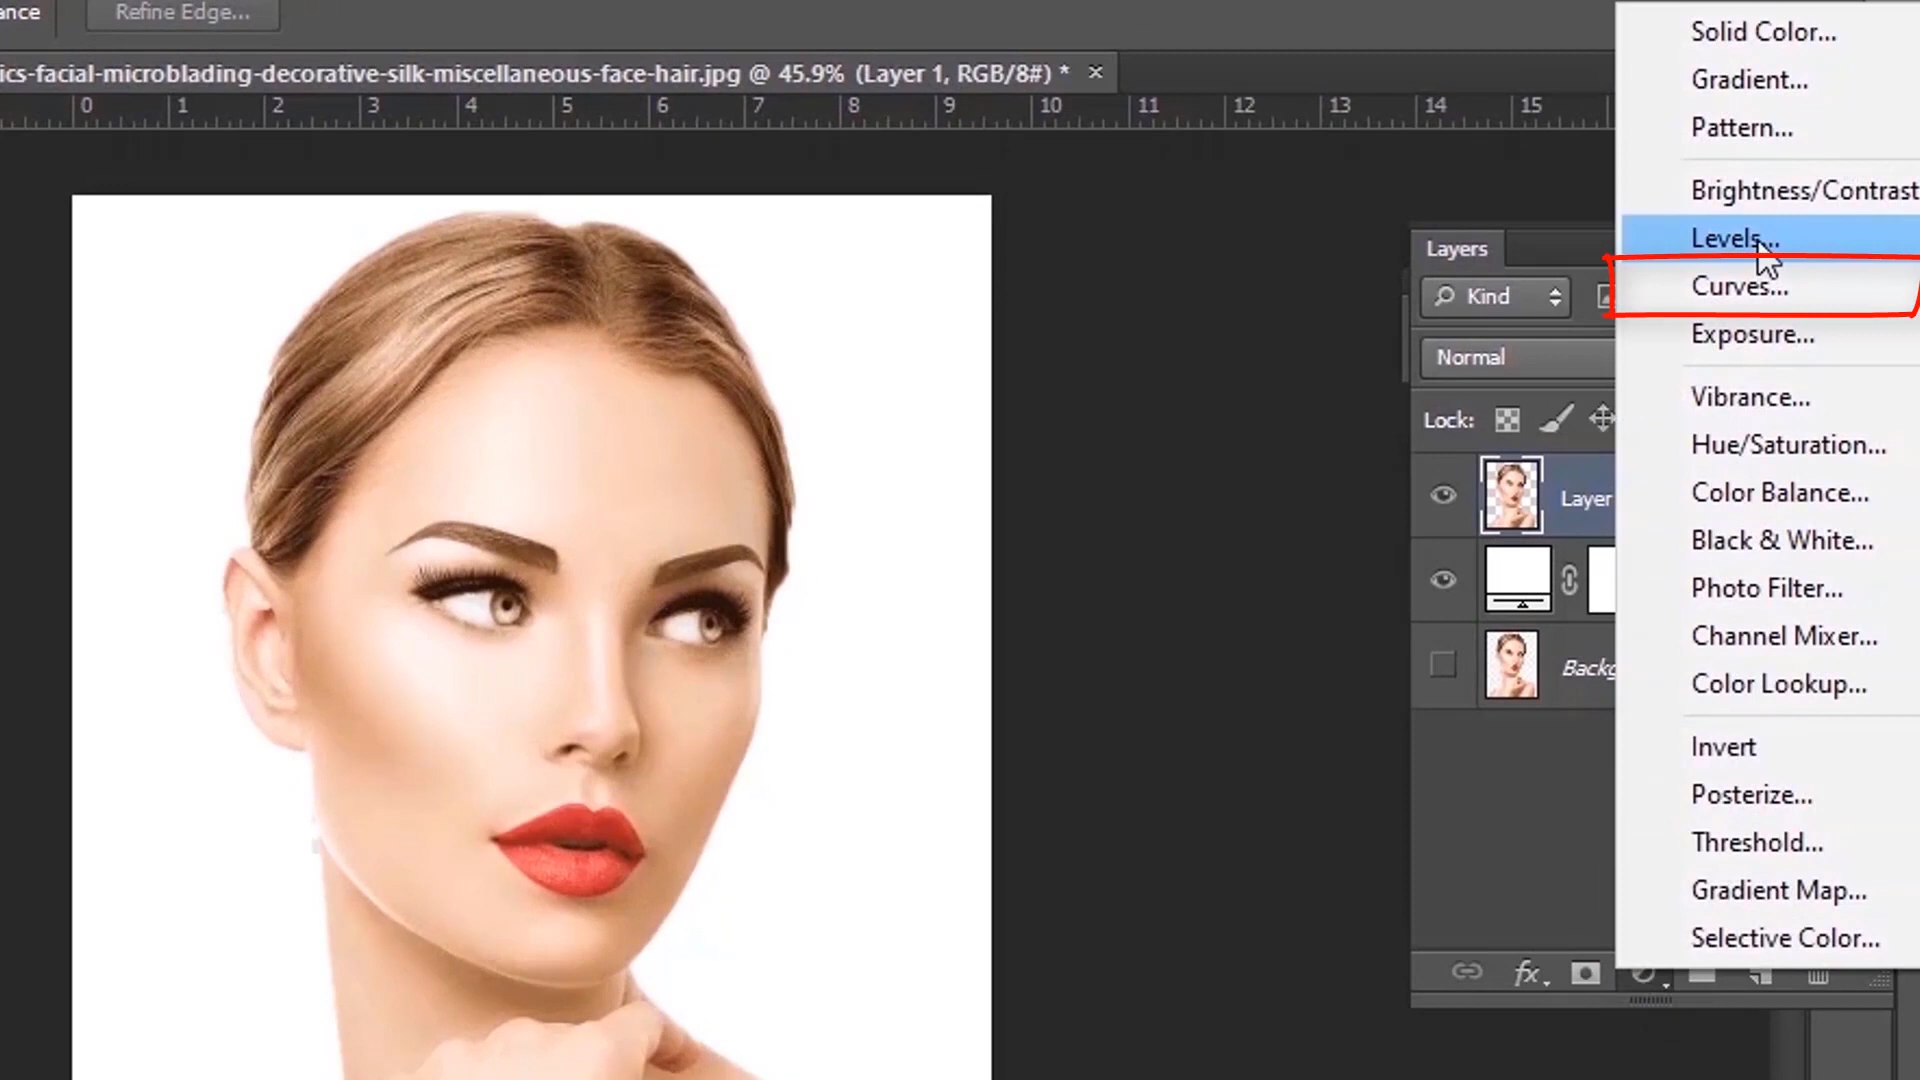 ance
Refine Edge...
ics-facial-microblading-decorative-silk-miscellaneous-face-hair.jpg @ 45.9% (Layer 1, RGB/8#) * ×
0 1 2 3 4 5 6 7 8 9 10 11 12 13 14 15
Layers
Kind
Normal
Lock:
Layer
Backg
fx
Solid Color...
Gradient...
Pattern...
Brightness/Contrast
Levels...
Curves...
Exposure...
Vibrance...
Hue/Saturation...
Color Balance...
Black & White...
Photo Filter...
Channel Mixer...
Color Lookup...
Invert
Posterize...
Threshold...
Gradient Map...
Selective Color...